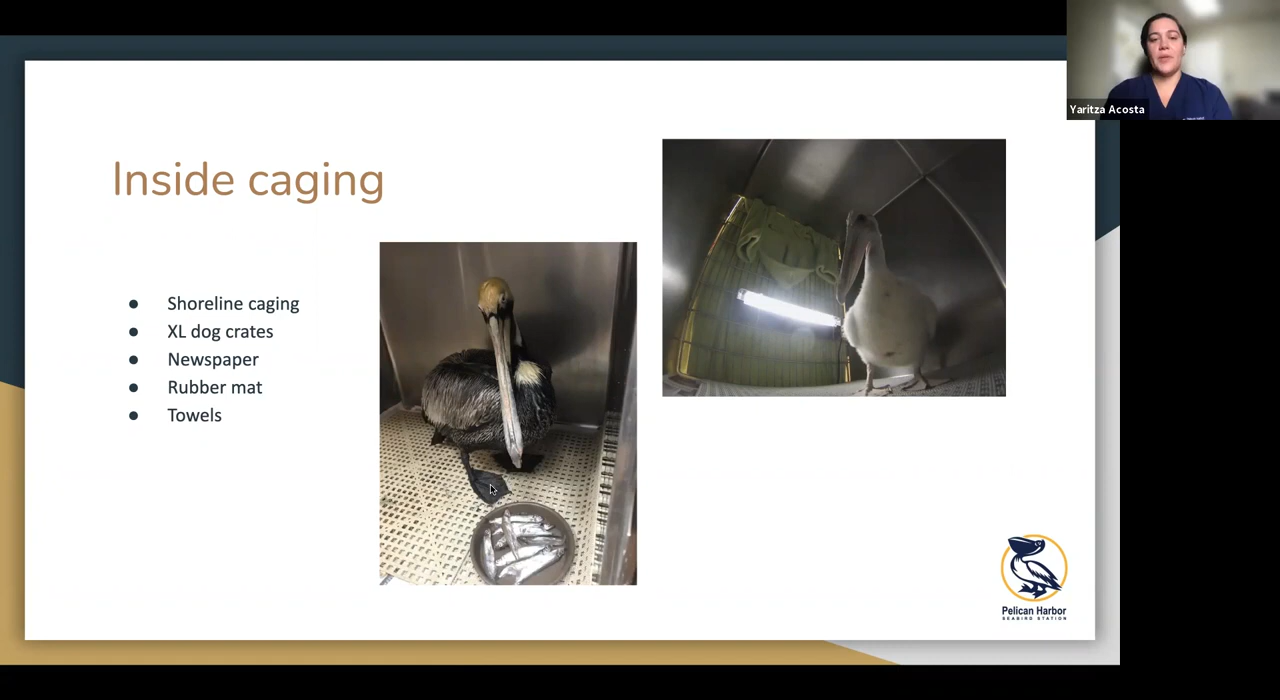 Yaritza Acosta
Inside caging
● Shoreline caging
● XL dog crates
● Newspaper
● Rubber mat
● Towels
Pelican Harbor
SEABIRD STATION